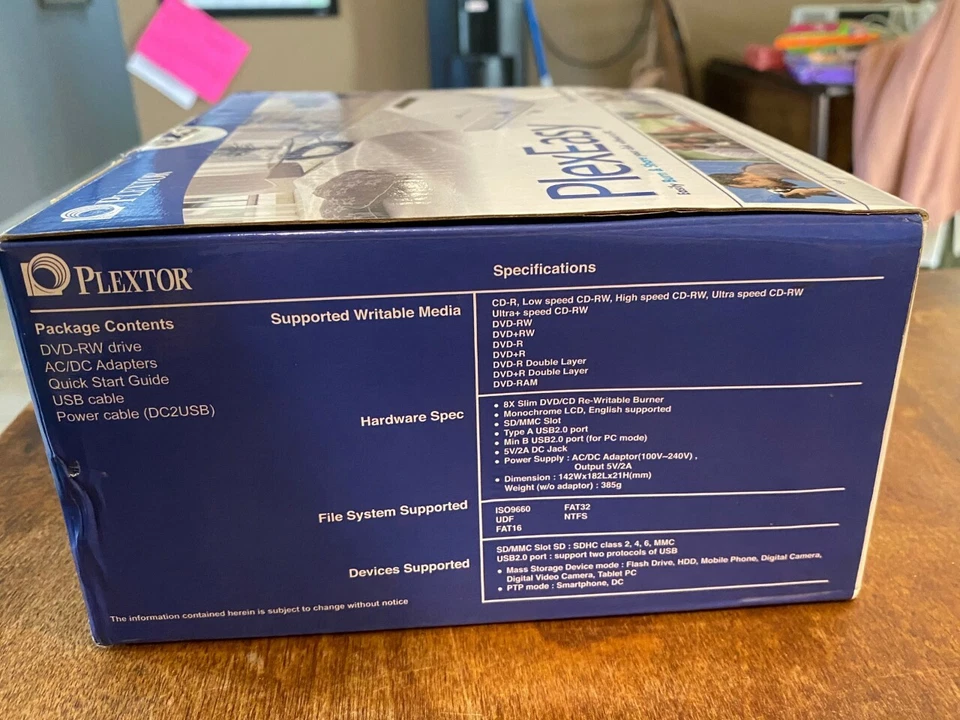 PlexEasy
PLEXTOR
PLEXTOR
Specifications
Package Contents
DVD-RW drive
AC/DC Adapters
Quick Start Guide
USB cable
Power cable (DC2USB)
Supported Writable Media
CD-R, Low speed CD-RW, High speed CD-RW, Ultra speed CD-RW
Ultra+ speed CD-RW
DVD-RW
DVD+RW
DVD-R
DVD+R
DVD-R Double Layer
DVD+R Double Layer
DVD-RAM
Hardware Spec
• 8X Slim DVD/CD Re-Writable Burner
• Monochrome LCD, English supported
• SD/MMC Slot
• Type A USB2.0 port
• Min B USB2.0 port (for PC mode)
• 5V/2A DC Jack
• Power Supply : AC/DC Adaptor(100V~240V) ,
Output 5V/2A
• Dimension : 142Wx182Lx21H(mm)
Weight (w/o adaptor) : 385g
File System Supported
ISO9660 FAT32
UDF NTFS
FAT16
Devices Supported
SD/MMC Slot SD : SDHC class 2, 4, 6, MMC
USB2.0 port : support two protocols of USB
• Mass Storage Device mode : Flash Drive, HDD, Mobile Phone, Digital Camera,
Digital Video Camera, Tablet PC
• PTP mode : Smartphone, DC
The information contained herein is subject to change without notice